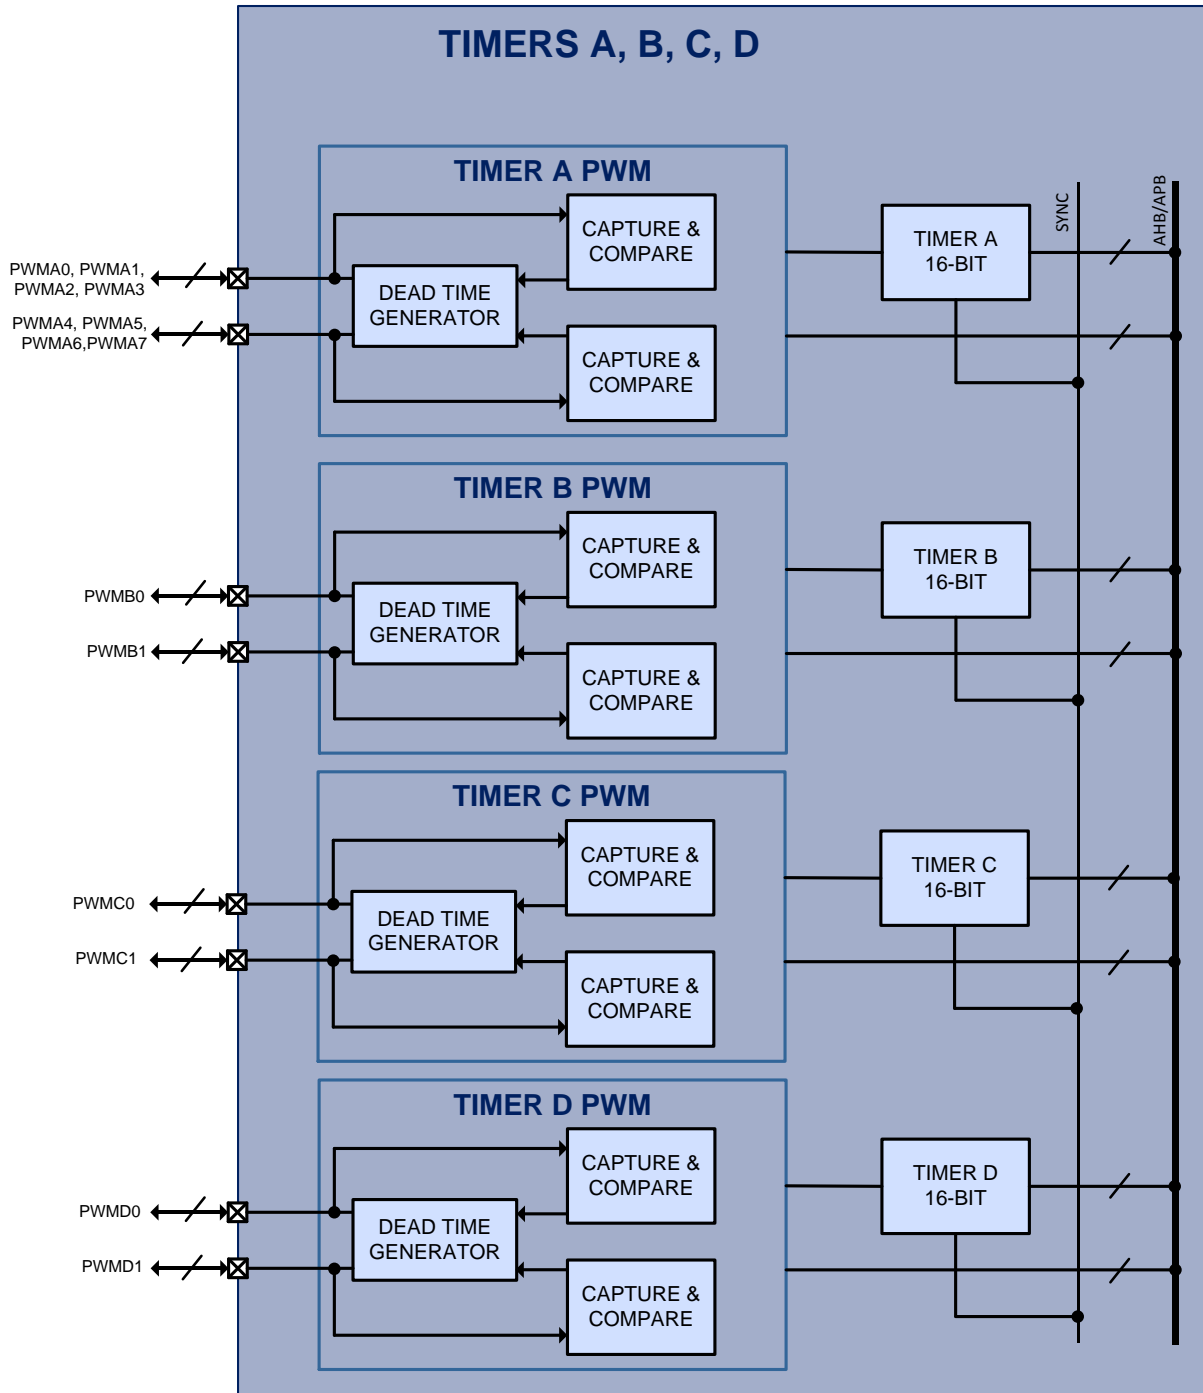 TIMERS A, B, C, D
SYNC
AHB/APB
TIMER A PWM
CAPTURE &
COMPARE
TIMER A
16-BIT
PWMA0, PWMA1,
PWMA2, PWMA3
DEAD TIME
GENERATOR
PWMA4, PWMA5,
PWMA6,PWMA7
CAPTURE &
COMPARE
TIMER B PWM
CAPTURE &
COMPARE
TIMER B
16-BIT
PWMB0
DEAD TIME
GENERATOR
PWMB1
CAPTURE &
COMPARE
TIMER C PWM
CAPTURE &
COMPARE
TIMER C
16-BIT
PWMC0
DEAD TIME
GENERATOR
PWMC1
CAPTURE &
COMPARE
TIMER D PWM
CAPTURE &
COMPARE
TIMER D
16-BIT
PWMD0
DEAD TIME
GENERATOR
PWMD1
CAPTURE &
COMPARE